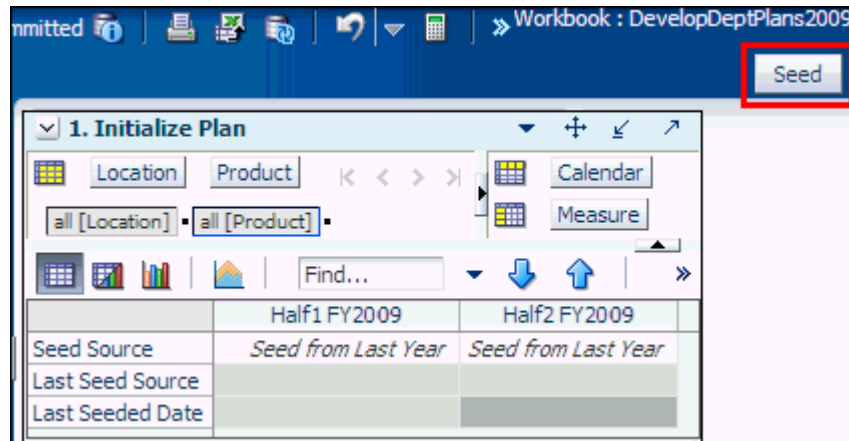 mmitted
Workbook : DevelopDeptPlans2009
Seed
1. Initialize Plan
Location Product Calendar
all [Location] all [Product] Measure
Find...
Half1 FY2009 Half2 FY2009
Seed Source Seed from Last Year Seed from Last Year
Last Seed Source
Last Seeded Date